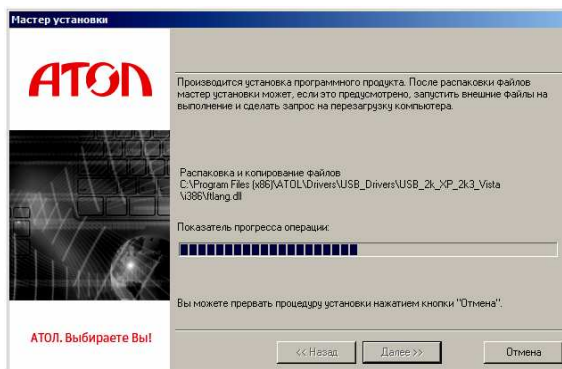 Мастер установки
АТОЛ
Производится установка программного продукта. После распаковки файлов
мастер установки может, если это предусмотрено, запустить внешние файлы на
выполнение и сделать запрос на перезагрузку компьютера.
Распаковка и копирование файлов
C:\Program Files (x86)\ATOL\Drivers\USB_Drivers\USB_2k_XP_2k3_Vista
\i386\ftlang.dll
Показатель прогресса операции:
Вы можете прервать процедуру установки нажатием кнопки "Отмена".
АТОЛ. Выбираете Вы!
<< Назад
Далее >>
Отмена